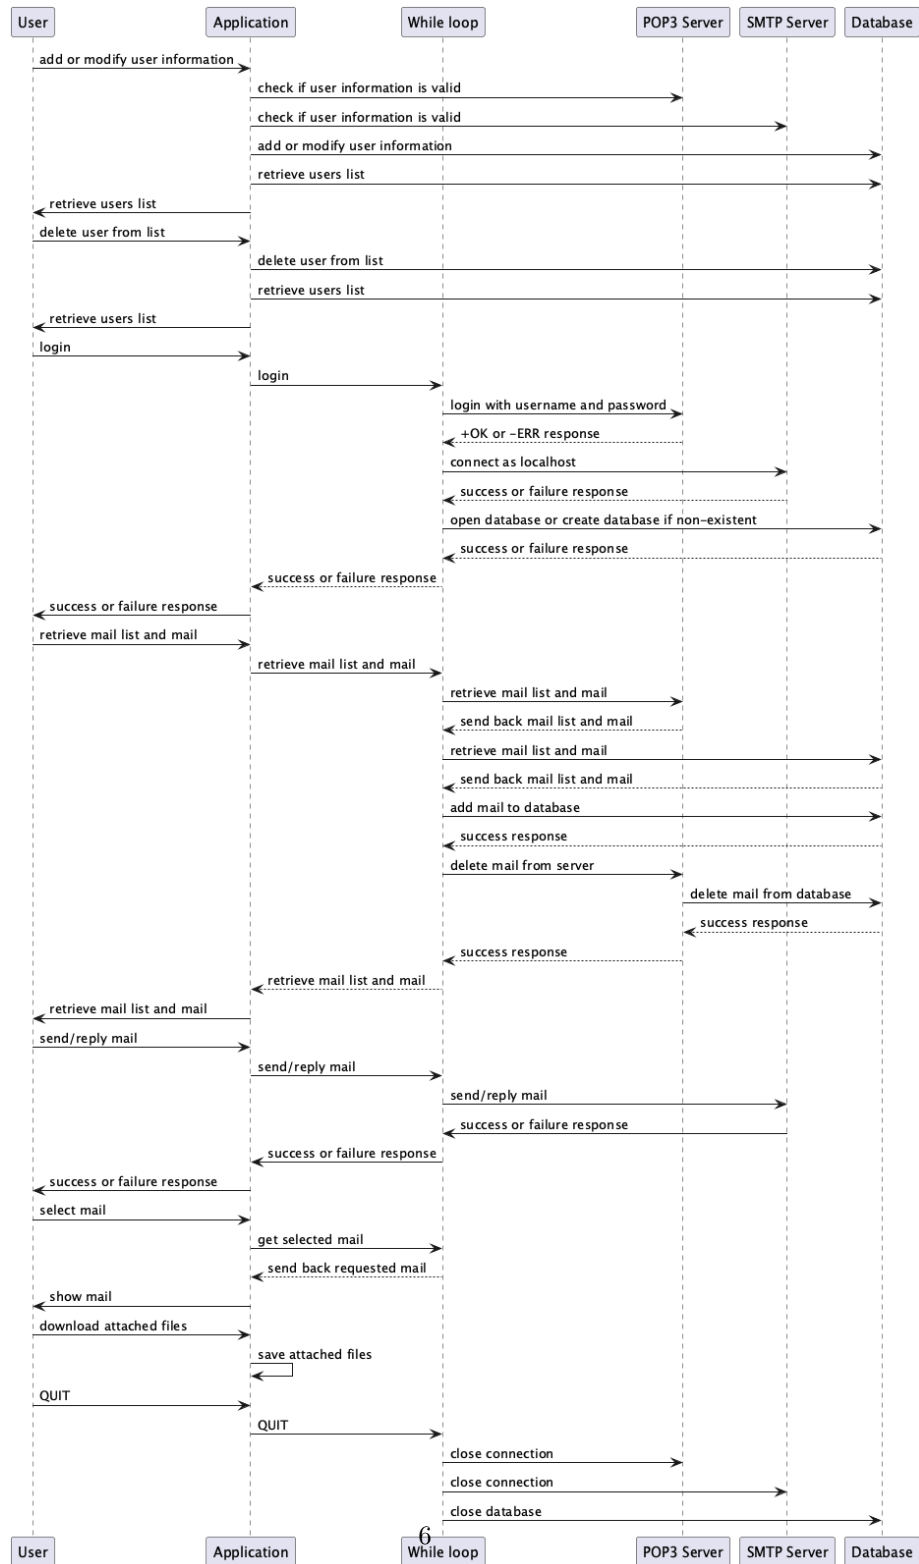 User Application While loop POP3 Server SMTP Server Database
add or modify user information
check if user information is valid
check if user information is valid
add or modify user information
retrieve users list
retrieve users list
delete user from list
delete user from list
retrieve users list
retrieve users list
login
login
login with username and password
+OK or -ERR response
connect as localhost
success or failure response
open database or create database if non-existent
success or failure response
success or failure response
success or failure response
retrieve mail list and mail
retrieve mail list and mail
retrieve mail list and mail
send back mail list and mail
retrieve mail list and mail
send back mail list and mail
add mail to database
success response
delete mail from server
delete mail from database
success response
success response
retrieve mail list and mail
retrieve mail list and mail
send/reply mail
send/reply mail
send/reply mail
success or failure response
success or failure response
success or failure response
select mail
get selected mail
send back requested mail
show mail
download attached files
save attached files
QUIT
QUIT
close connection
close connection
close database
6
User Application While loop POP3 Server SMTP Server Database